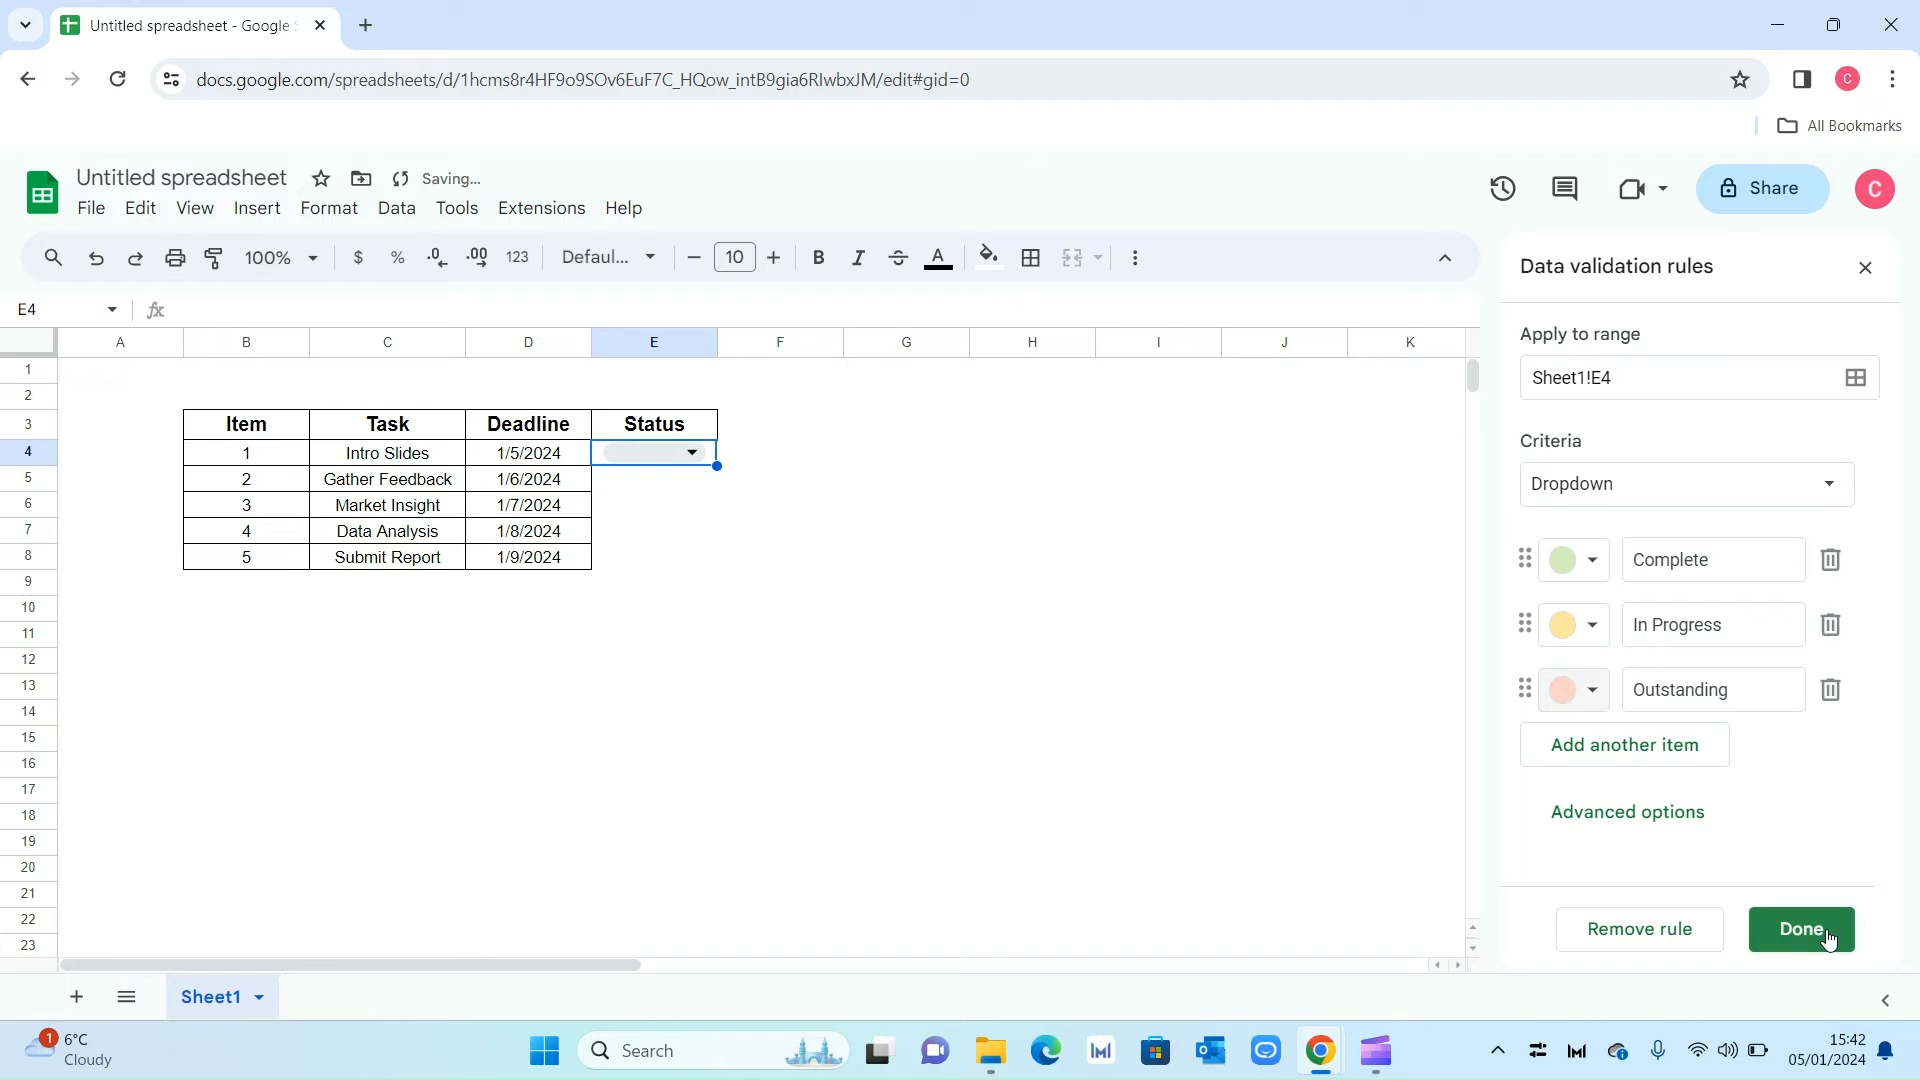 Untitled spreadsheet - Google S
docs.google.com/spreadsheets/d/1hcms8r4HF9o9SOv6EuF7C_HQow_intB9gia6RIwbxJM/edit#gid=0
C
All Bookmarks
Untitled spreadsheet Saving...
File Edit View Insert Format Data Tools Extensions Help
Share
C
100% $ % .0 .00 123 Defaul... 10 B I S A
E4 fx
A B C D E F G H I J K
1
2
3 Item Task Deadline Status
4 1 Intro Slides 1/5/2024
5 2 Gather Feedback 1/6/2024
6 3 Market Insight 1/7/2024
7 4 Data Analysis 1/8/2024
8 5 Submit Report 1/9/2024
9
10
11
12
13
14
15
16
17
18
19
20
21
22
23
Data validation rules
Apply to range
Sheet1!E4
Criteria
Dropdown
Complete
In Progress
Outstanding
Add another item
Advanced options
Remove rule Done
Sheet1
1 6°C
Cloudy
Search
15:42
05/01/2024